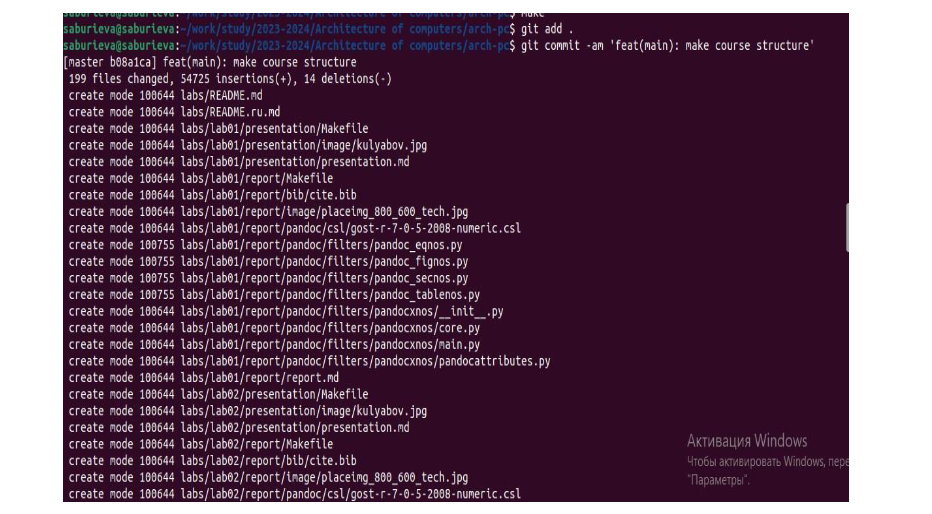 saburieva@saburieva:~/work/study/2023-2024/Architecture of computers/arch-pc$ make
saburieva@saburieva:~/work/study/2023-2024/Architecture of computers/arch-pc$ git add .
saburieva@saburieva:~/work/study/2023-2024/Architecture of computers/arch-pc$ git commit -am 'feat(main): make course structure'
[master b08a1ca] feat(main): make course structure
199 files changed, 54725 insertions(+), 14 deletions(-)
create mode 100644 labs/README.md
create mode 100644 labs/README.ru.md
create mode 100644 labs/lab01/presentation/Makefile
create mode 100644 labs/lab01/presentation/image/kulyabov.jpg
create mode 100644 labs/lab01/presentation/presentation.md
create mode 100644 labs/lab01/report/Makefile
create mode 100644 labs/lab01/report/bib/cite.bib
create mode 100644 labs/lab01/report/image/placeimg_800_600_tech.jpg
create mode 100644 labs/lab01/report/pandoc/csl/gost-r-7-0-5-2008-numeric.csl
create mode 100755 labs/lab01/report/pandoc/filters/pandoc_eqnos.py
create mode 100755 labs/lab01/report/pandoc/filters/pandoc_fignos.py
create mode 100755 labs/lab01/report/pandoc/filters/pandoc_secnos.py
create mode 100755 labs/lab01/report/pandoc/filters/pandoc_tablenos.py
create mode 100644 labs/lab01/report/pandoc/filters/pandocxnos/__init__.py
create mode 100644 labs/lab01/report/pandoc/filters/pandocxnos/core.py
create mode 100644 labs/lab01/report/pandoc/filters/pandocxnos/main.py
create mode 100644 labs/lab01/report/pandoc/filters/pandocxnos/pandocattributes.py
create mode 100644 labs/lab01/report/report.md
create mode 100644 labs/lab02/presentation/Makefile
create mode 100644 labs/lab02/presentation/image/kulyabov.jpg
create mode 100644 labs/lab02/presentation/presentation.md
create mode 100644 labs/lab02/report/Makefile
create mode 100644 labs/lab02/report/bib/cite.bib
create mode 100644 labs/lab02/report/image/placeimg_800_600_tech.jpg
create mode 100644 labs/lab02/report/pandoc/csl/gost-r-7-0-5-2008-numeric.csl
Активация Windows
Чтобы активировать Windows, пере
"Параметры".